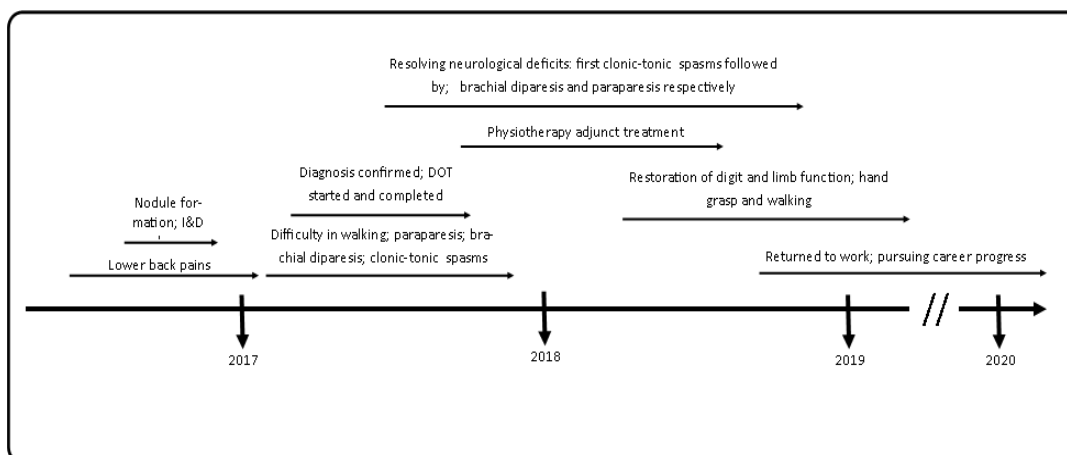 Resolving neurological deficits: first clonic-tonic spasms followed
by; brachial diparesis and paraparesis respectively
Physiotherapy adjunct treatment
Diagnosis confirmed; DOT
started and completed
Restoration of digit and limb function; hand
grasp and walking
Nodule for-
mation; I&D
Difficulty in walking; paraparesis; bra-
chial diparesis; clonic-tonic spasms
Lower back pains
Returned to work; pursuing career progress
2017
2018
2019
2020